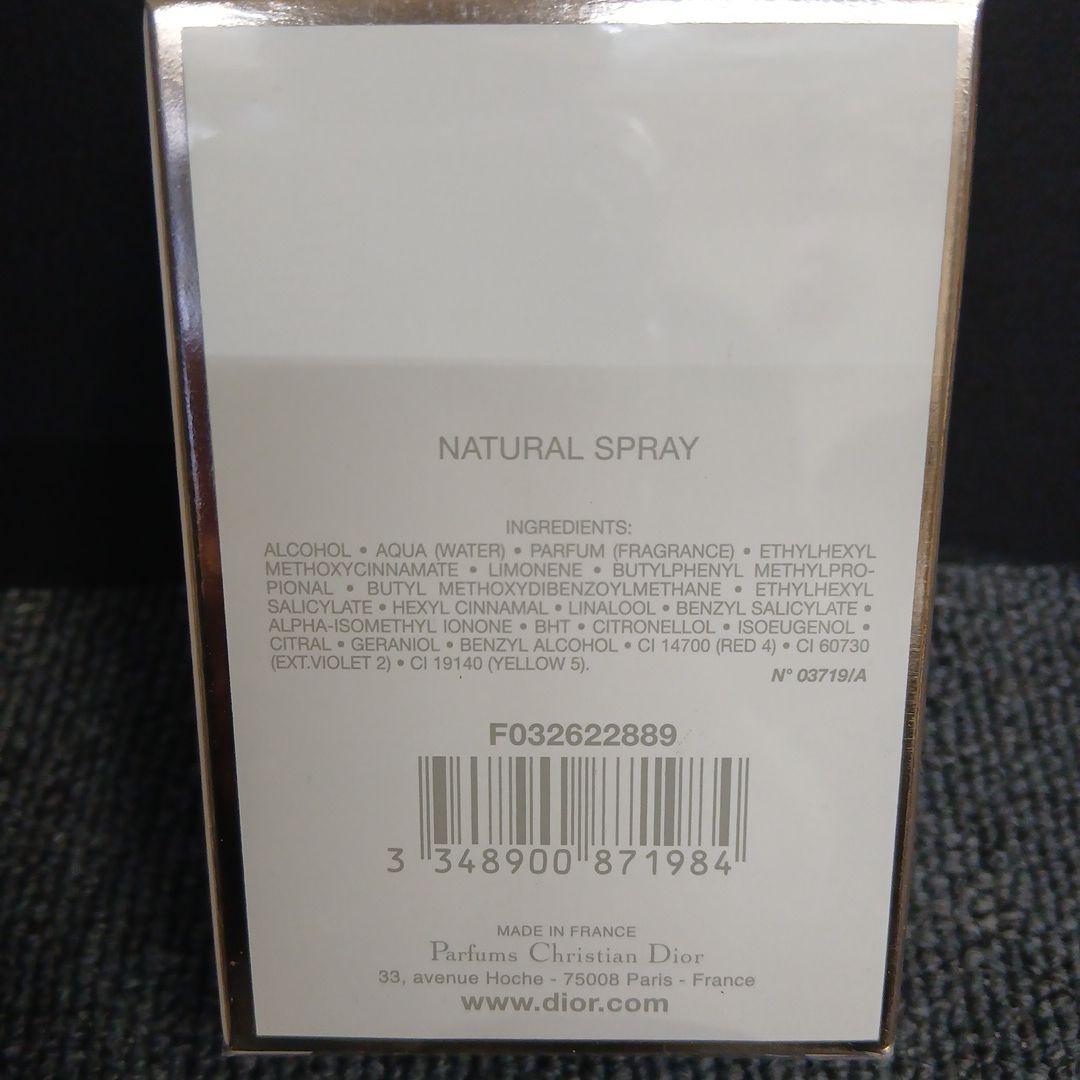 NATURAL SPRAY
INGREDIENTS:
ALCOHOL • AQUA (WATER) • PARFUM (FRAGRANCE) • ETHYLHEXYL
METHOXYCINNAMATE • LIMONENE • BUTYLPHENYL METHYLPRO-
PIONAL • BUTYL METHOXYDIBENZOYLMETHANE • ETHYLHEXYL
SALICYLATE • HEXYL CINNAMAL • LINALOOL • BENZYL SALICYLATE •
ALPHA-ISOMETHYL IONONE • BHT • CITRONELLOL • ISOEUGENOL •
CITRAL • GERANIOL • BENZYL ALCOHOL • CI 14700 (RED 4) • CI 60730
(EXT.VIOLET 2) • CI 19140 (YELLOW 5).
N° 03719/A
F032622889
3 348900 871984
MADE IN FRANCE
Parfums Christian Dior
33, avenue Hoche - 75008 Paris - France
www.dior.com